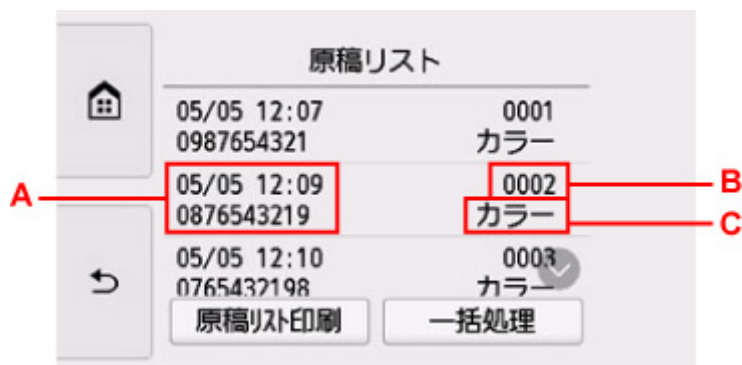 原稿リスト
05/05 12:07 0001
0987654321 カラー
A 05/05 12:09 0002 B
0876543219 カラー C
05/05 12:10 0003
0765432198 カラー
原稿リスト印刷 一括処理